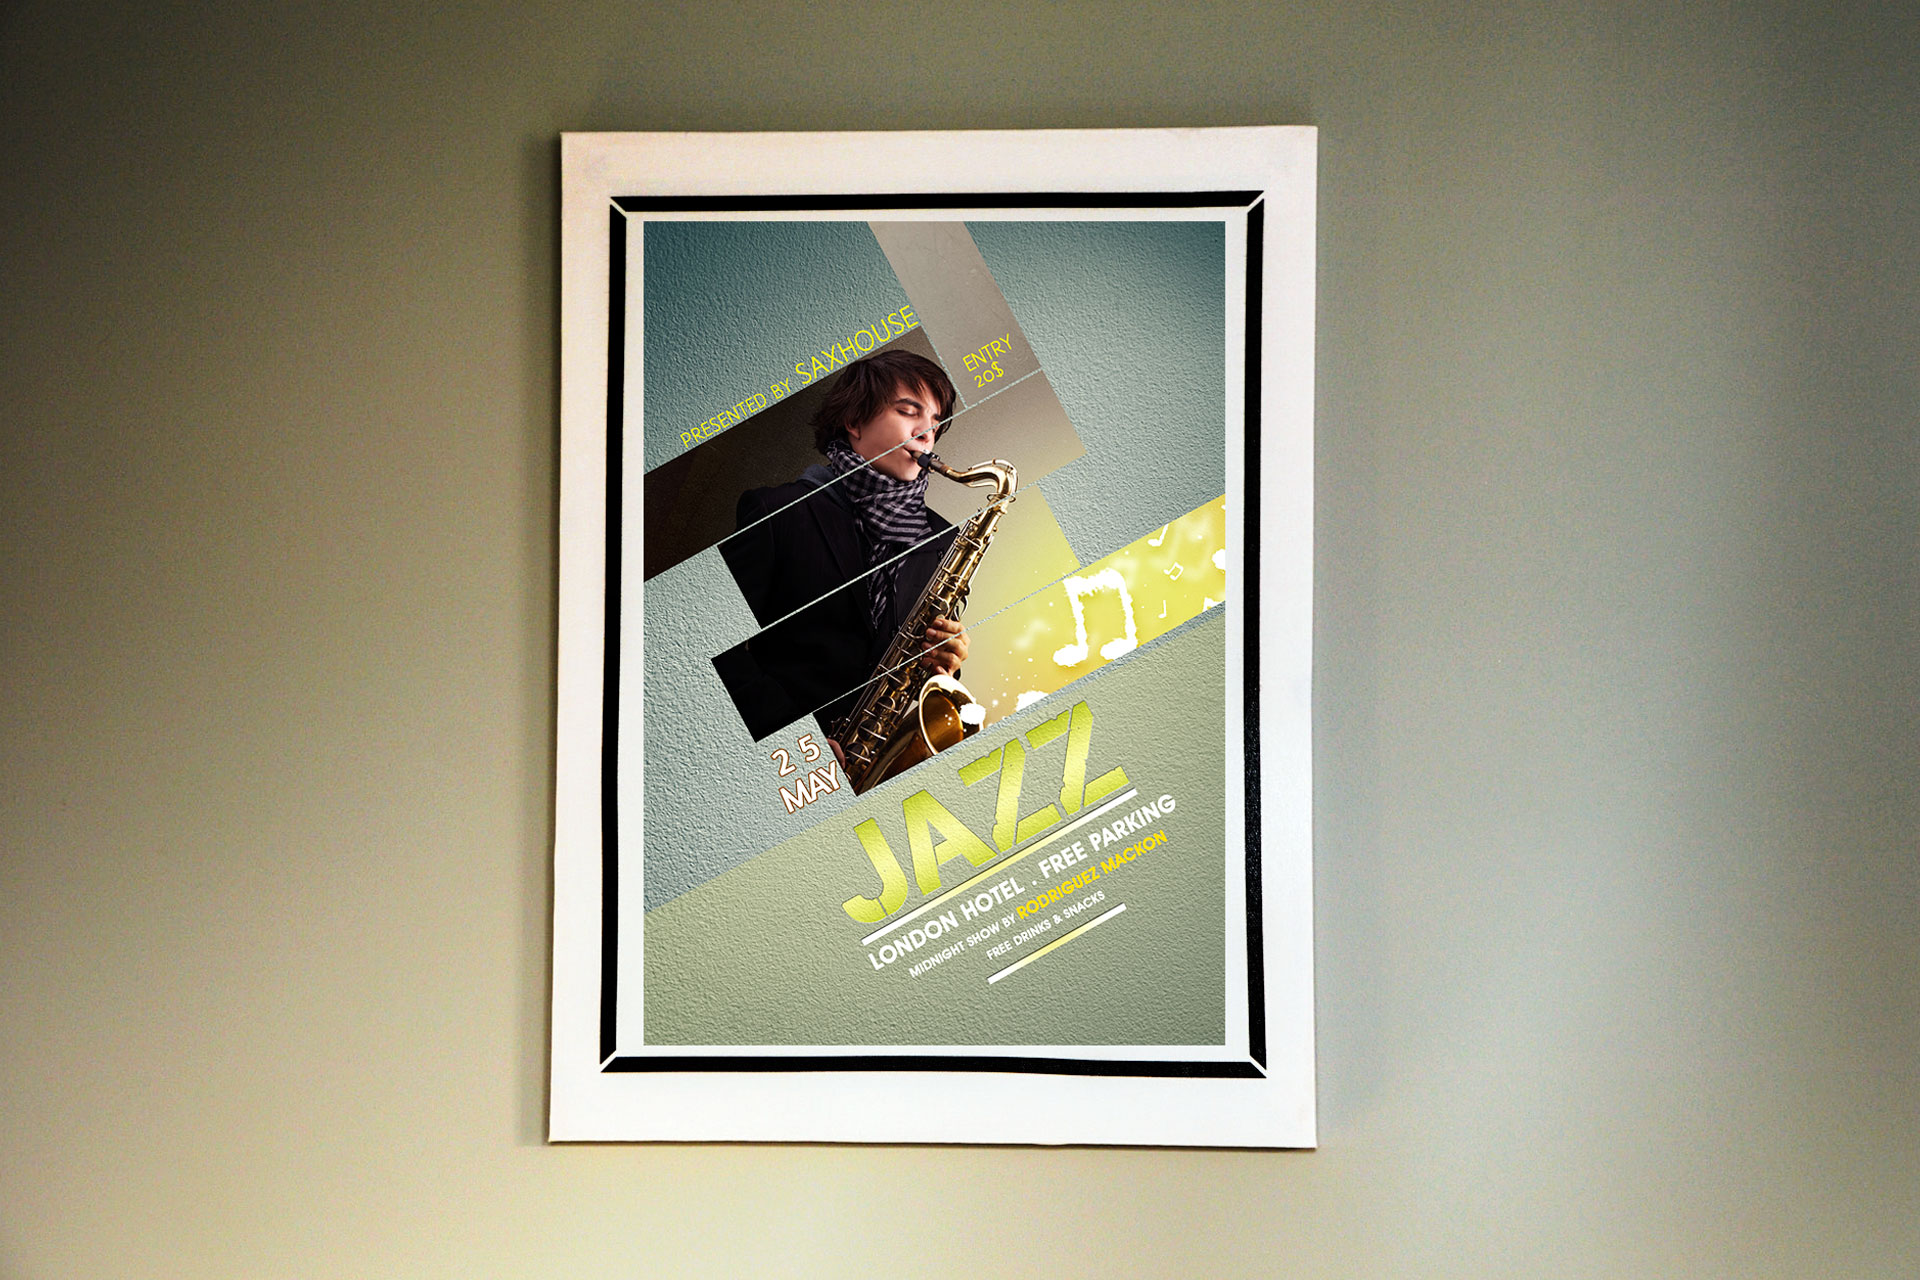 PRESENTED BY SAXHOUSE
ENTRY
20$
25
MAY
JAZZ
LONDON HOTEL . FREE PARKING
MIDNIGHT SHOW BY RODRIGUEZ MACKON
FREE DRINKS & SNACKS